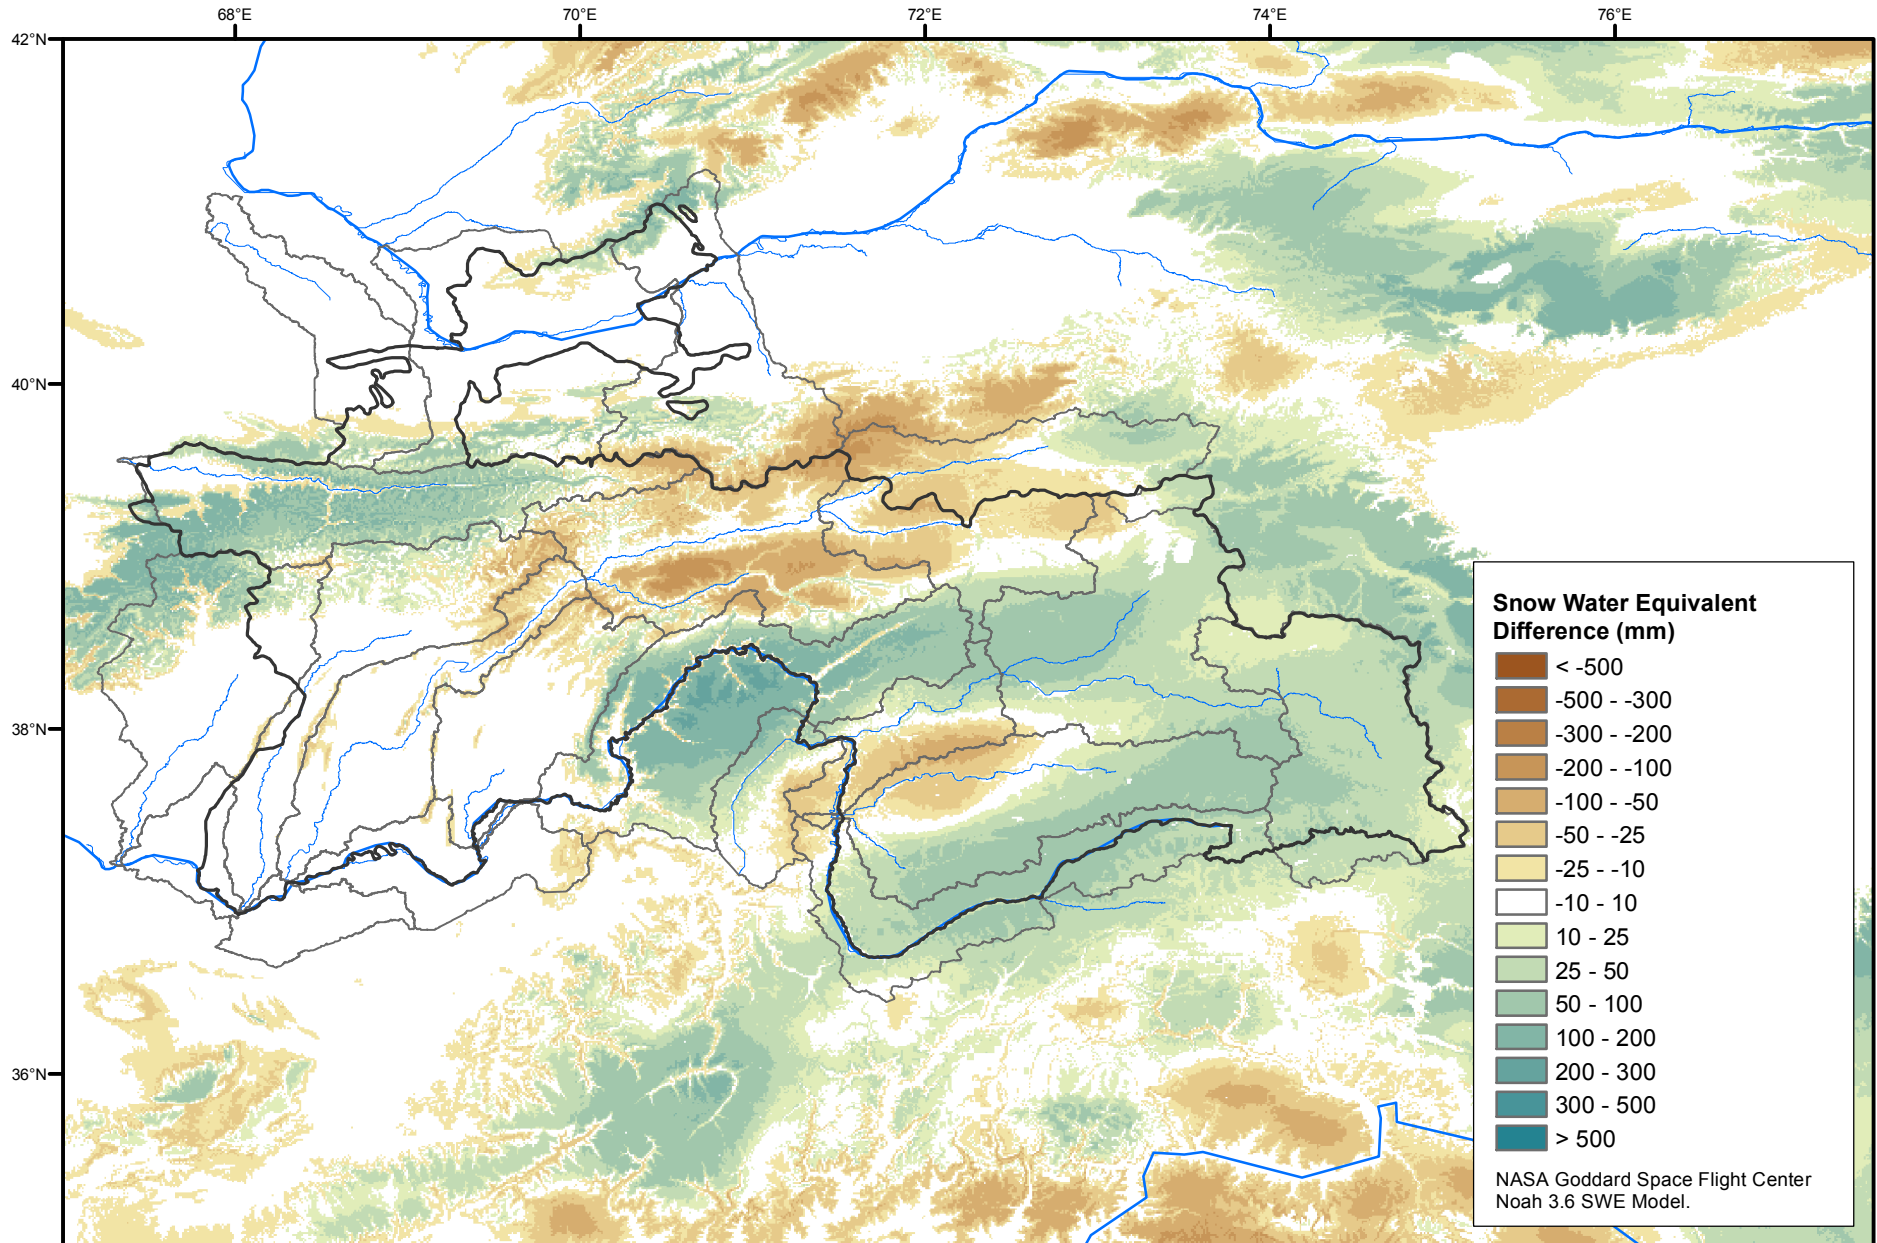 68°E 70°E 72°E 74°E 76°E
42°N
40°N
38°N
36°N
Snow Water Equivalent
Difference (mm)
< -500
-500 - -300
-300 - -200
-200 - -100
-100 - -50
-50 - -25
-25 - -10
-10 - 10
10 - 25
25 - 50
50 - 100
100 - 200
200 - 300
300 - 500
> 500
NASA Goddard Space Flight Center
Noah 3.6 SWE Model.